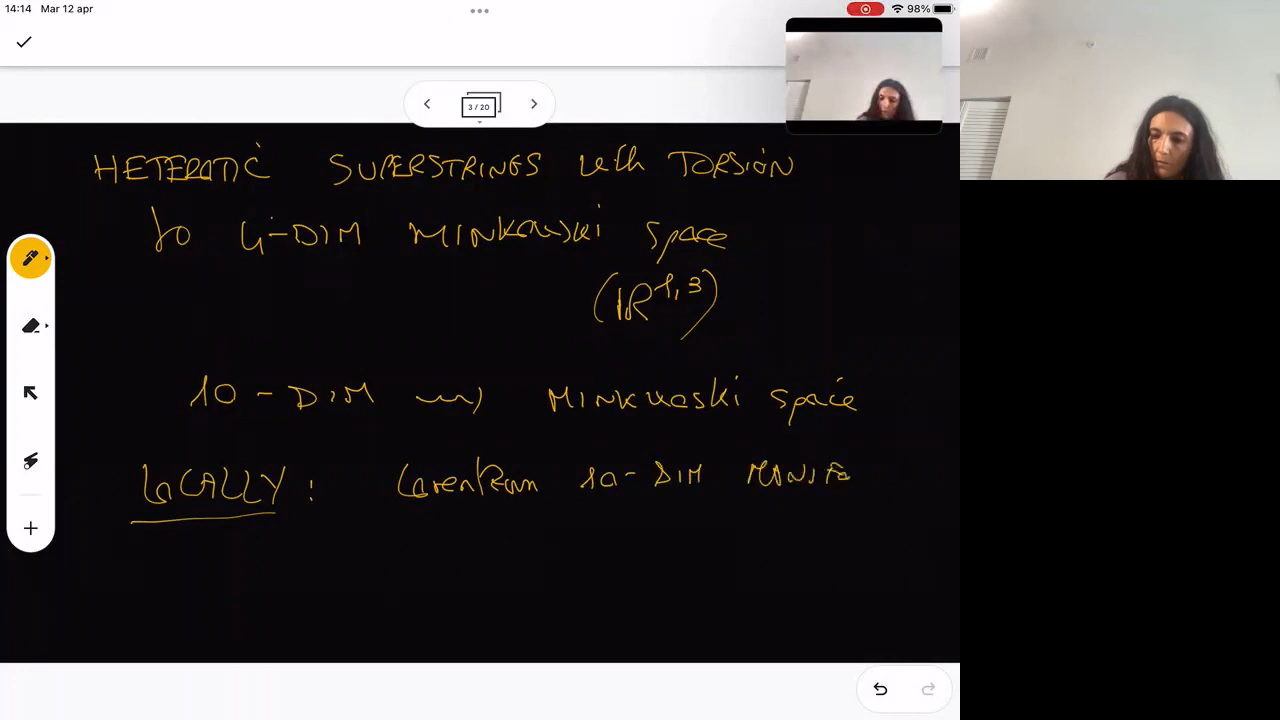 14:14 Mar 12 apr
98%
3 / 20
HETEROTIC SUPERSTRINGS with TORSION
to 4-DIM MINKOWSKI space
(ℝ^1,3)
10-DIM ⇝ MINKOWSKI space
LOCALLY: Lorentzian 10-DIM MANIFO